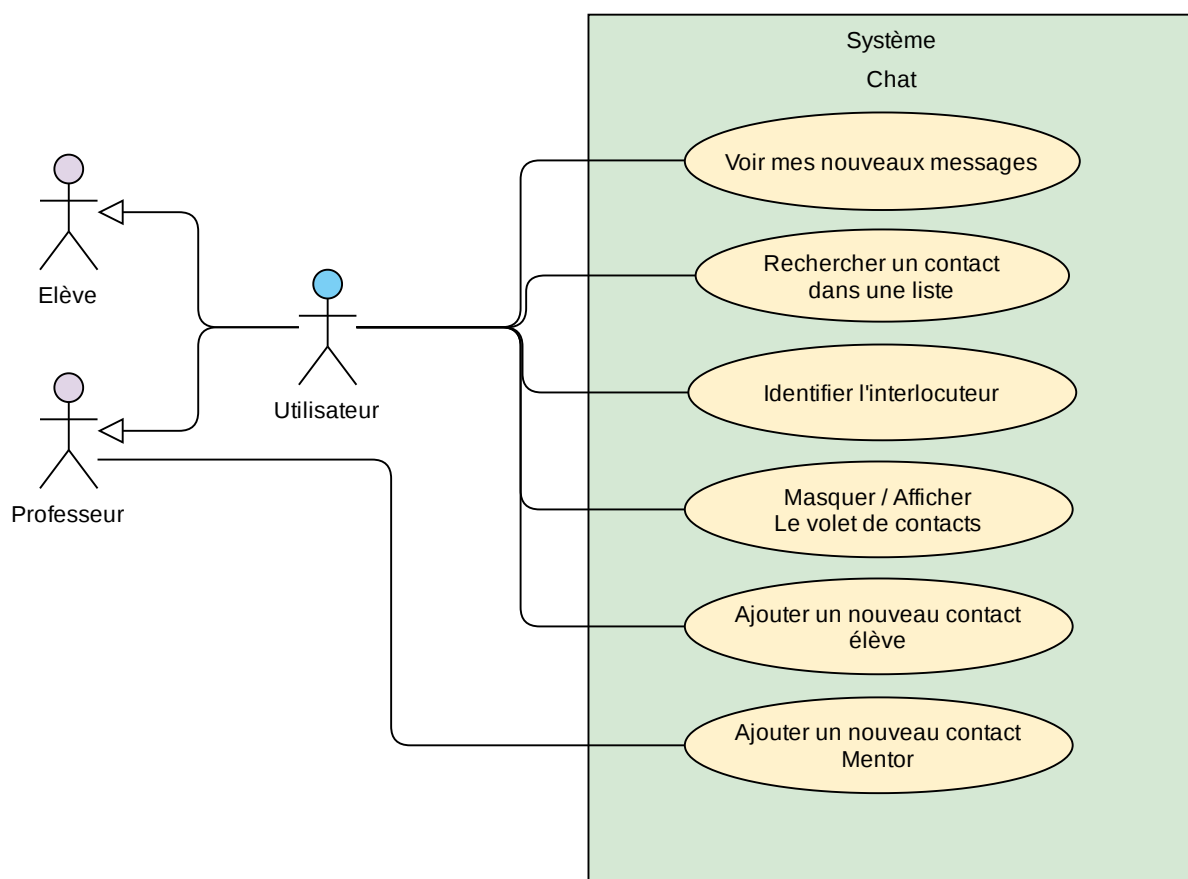 Système
Chat
Voir mes nouveaux messages
Rechercher un contact
dans une liste
Elève
Utilisateur
Identifier l'interlocuteur
Professeur
Masquer / Afficher
Le volet de contacts
Ajouter un nouveau contact
élève
Ajouter un nouveau contact
Mentor